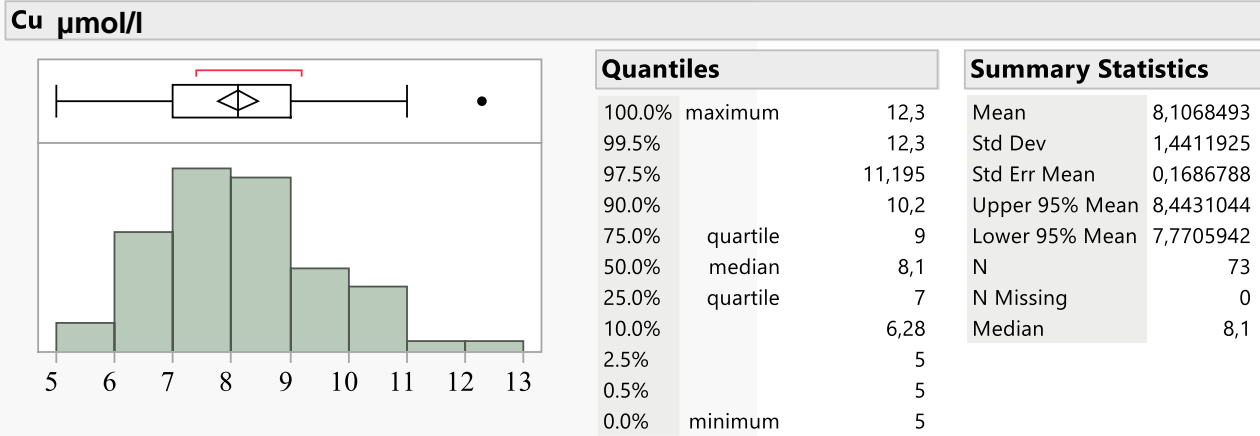 Cu µmol/l
5 6 7 8 9 10 11 12 13
Quantiles
100.0% maximum 12,3
99.5% 12,3
97.5% 11,195
90.0% 10,2
75.0% quartile 9
50.0% median 8,1
25.0% quartile 7
10.0% 6,28
2.5% 5
0.5% 5
0.0% minimum 5
Summary Statistics
Mean 8,1068493
Std Dev 1,4411925
Std Err Mean 0,1686788
Upper 95% Mean 8,4431044
Lower 95% Mean 7,7705942
N 73
N Missing 0
Median 8,1